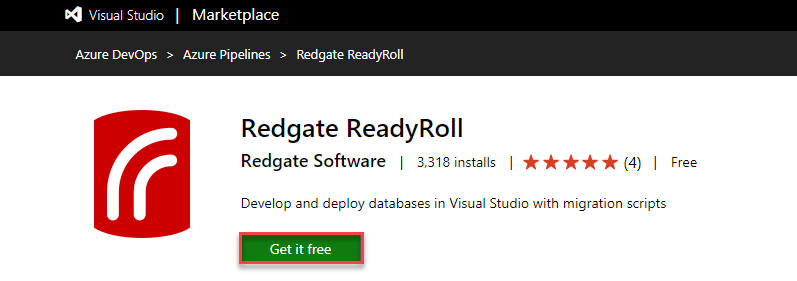 Visual Studio | Marketplace
Azure DevOps > Azure Pipelines > Redgate ReadyRoll
Redgate ReadyRoll
Redgate Software | 3,318 installs | ★★★★★ (4) | Free
Develop and deploy databases in Visual Studio with migration scripts
Get it free